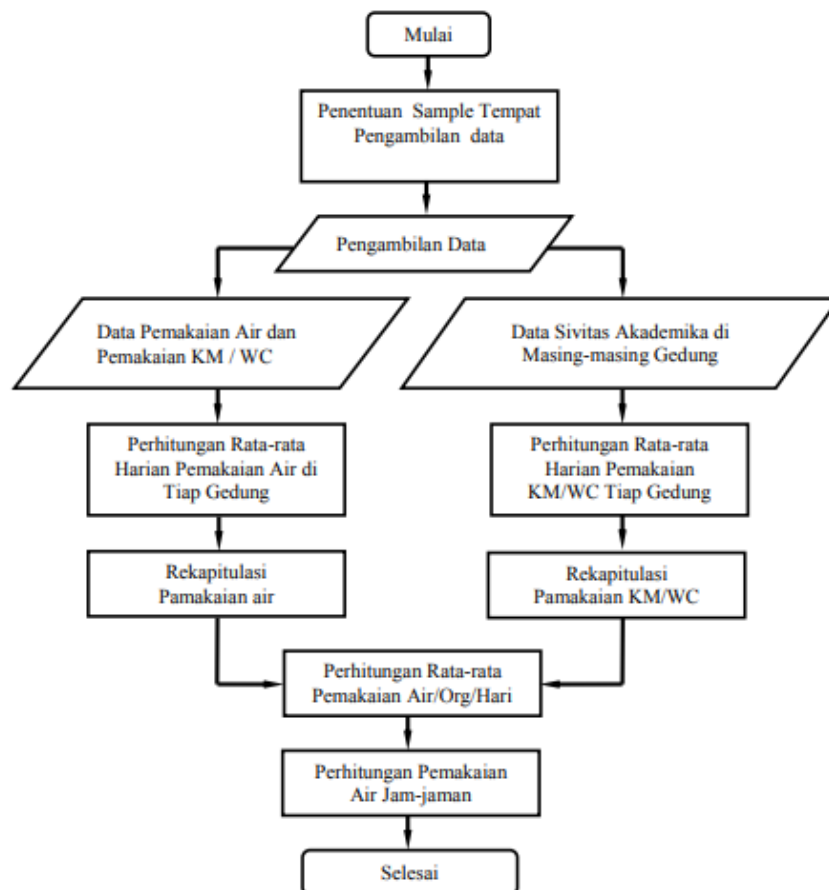 Mulai
Penentuan Sample Tempat
Pengambilan data
Pengambilan Data
Data Pemakaian Air dan
Pemakaian KM / WC
Data Sivitas Akademika di
Masing-masing Gedung
Perhitungan Rata-rata
Harian Pemakaian Air di
Tiap Gedung
Perhitungan Rata-rata
Harian Pemakaian
KM/WC Tiap Gedung
Rekapitulasi
Pamakaian air
Rekapitulasi
Pamakaian KM/WC
Perhitungan Rata-rata
Pemakaian Air/Org/Hari
Perhitungan Pemakaian
Air Jam-jaman
Selesai